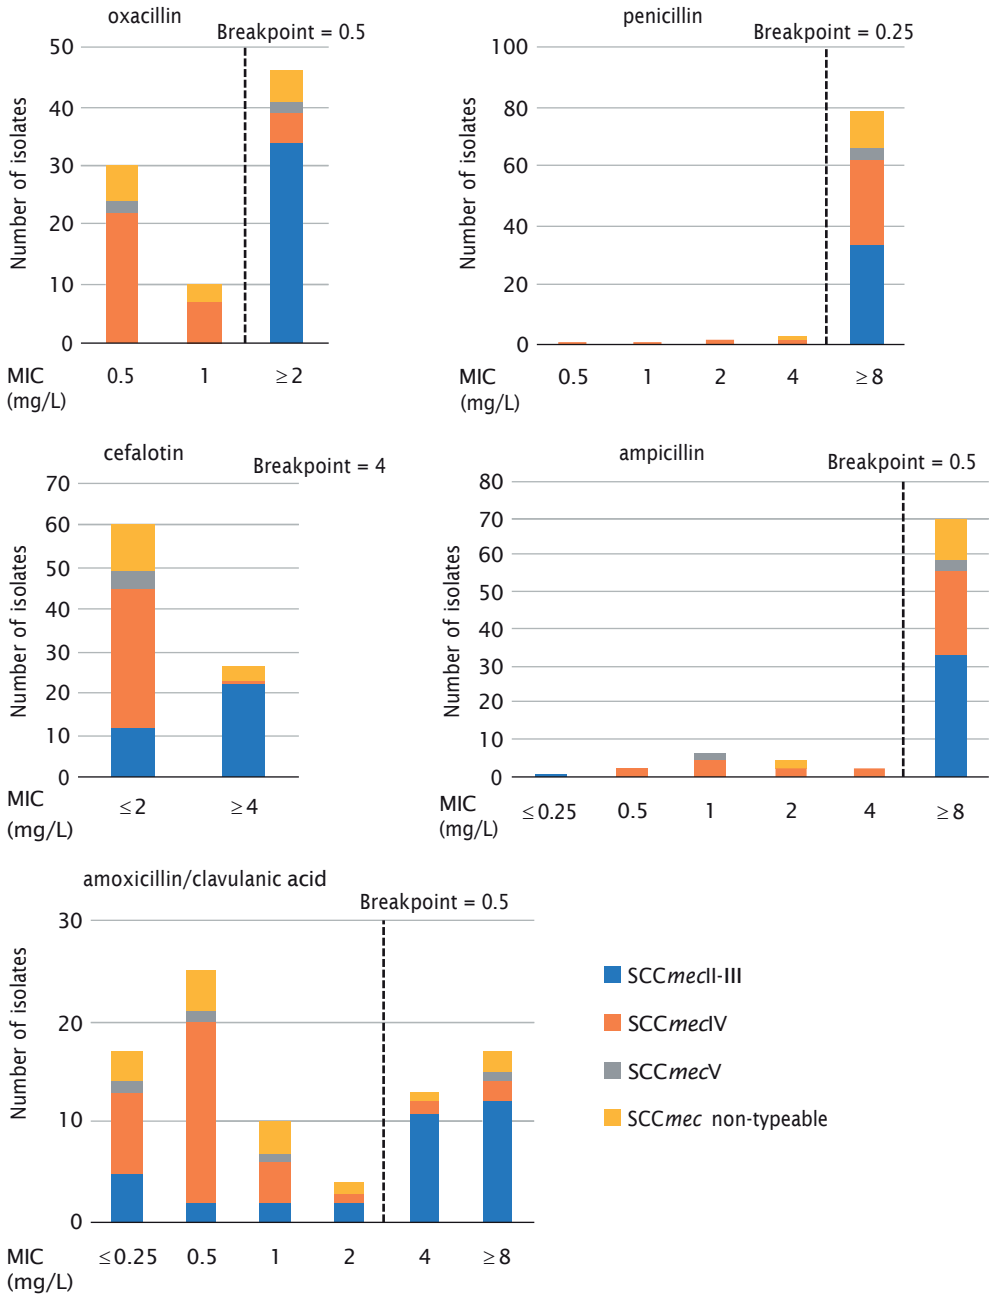 oxacillin
Breakpoint = 0.5
Number of isolates
50
40
30
20
10
0
MIC
(mg/L)
0.5 1 ≥2
penicillin
Breakpoint = 0.25
Number of isolates
100
80
60
40
20
0
MIC
(mg/L)
0.5 1 2 4 ≥8
cefalotin
Breakpoint = 4
Number of isolates
70
60
50
40
30
20
10
0
MIC
(mg/L)
≤2 ≥4
ampicillin
Breakpoint = 0.5
Number of isolates
80
70
60
50
40
30
20
10
0
MIC
(mg/L)
≤0.25 0.5 1 2 4 ≥8
amoxicillin/clavulanic acid
Breakpoint = 0.5
Number of isolates
30
20
10
0
MIC
(mg/L)
≤0.25 0.5 1 2 4 ≥8
SCCmecII-III
SCCmecIV
SCCmecV
SCCmec non-typeable